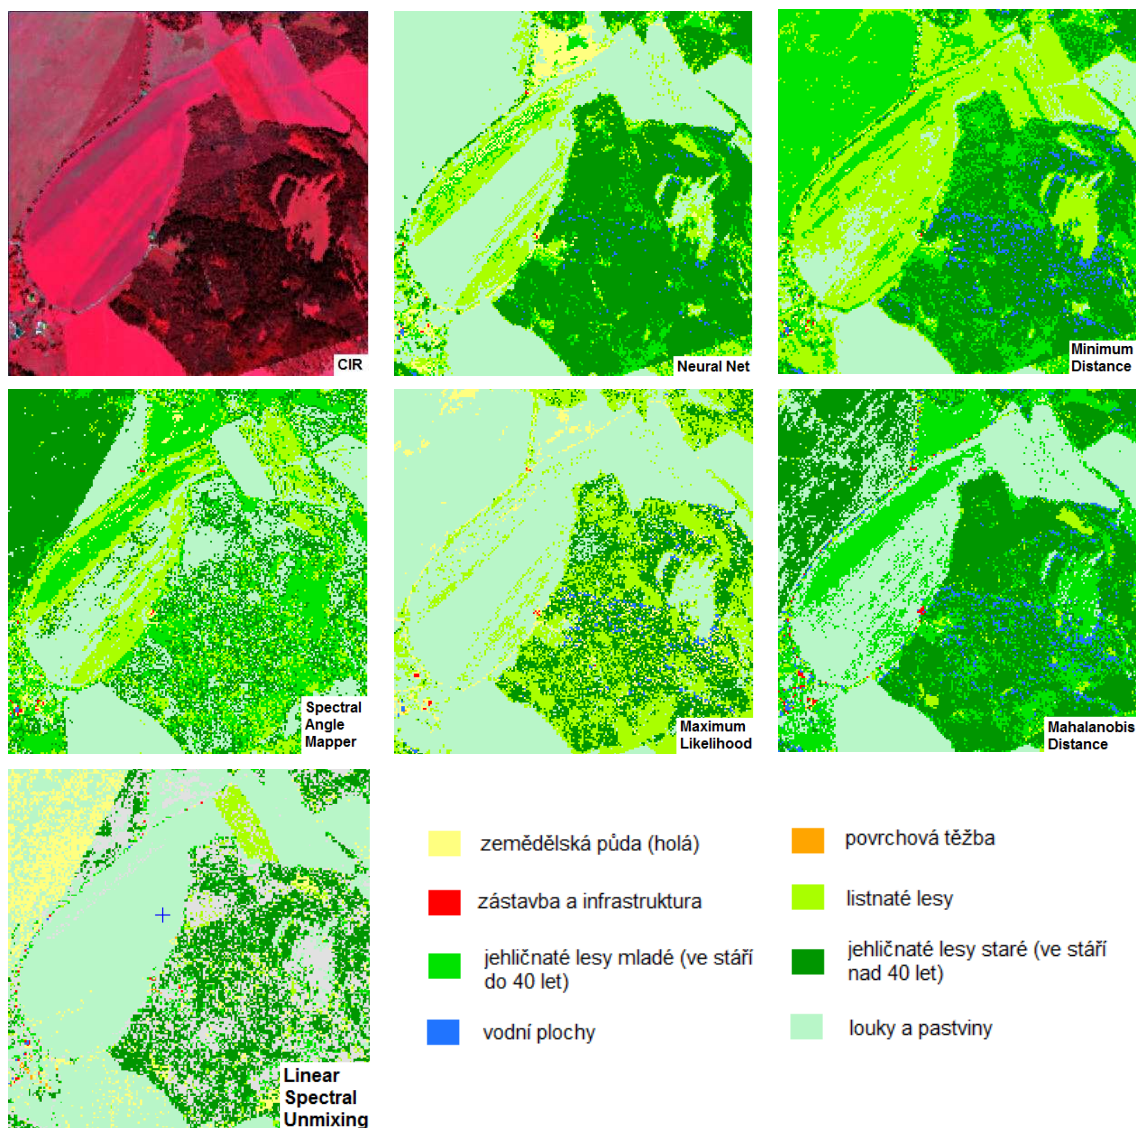 CIR
Neural Net
Minimum
Distance
Spectral
Angle
Mapper
Maximum
Likelihood
Mahalanobis
Distance
Linear
Spectral
Unmixing
zemědělská půda (holá)
povrchová těžba
zástavba a infrastruktura
listnaté lesy
jehličnaté lesy mladé (ve stáří
do 40 let)
jehličnaté lesy staré (ve stáří
nad 40 let)
vodní plochy
louky a pastviny